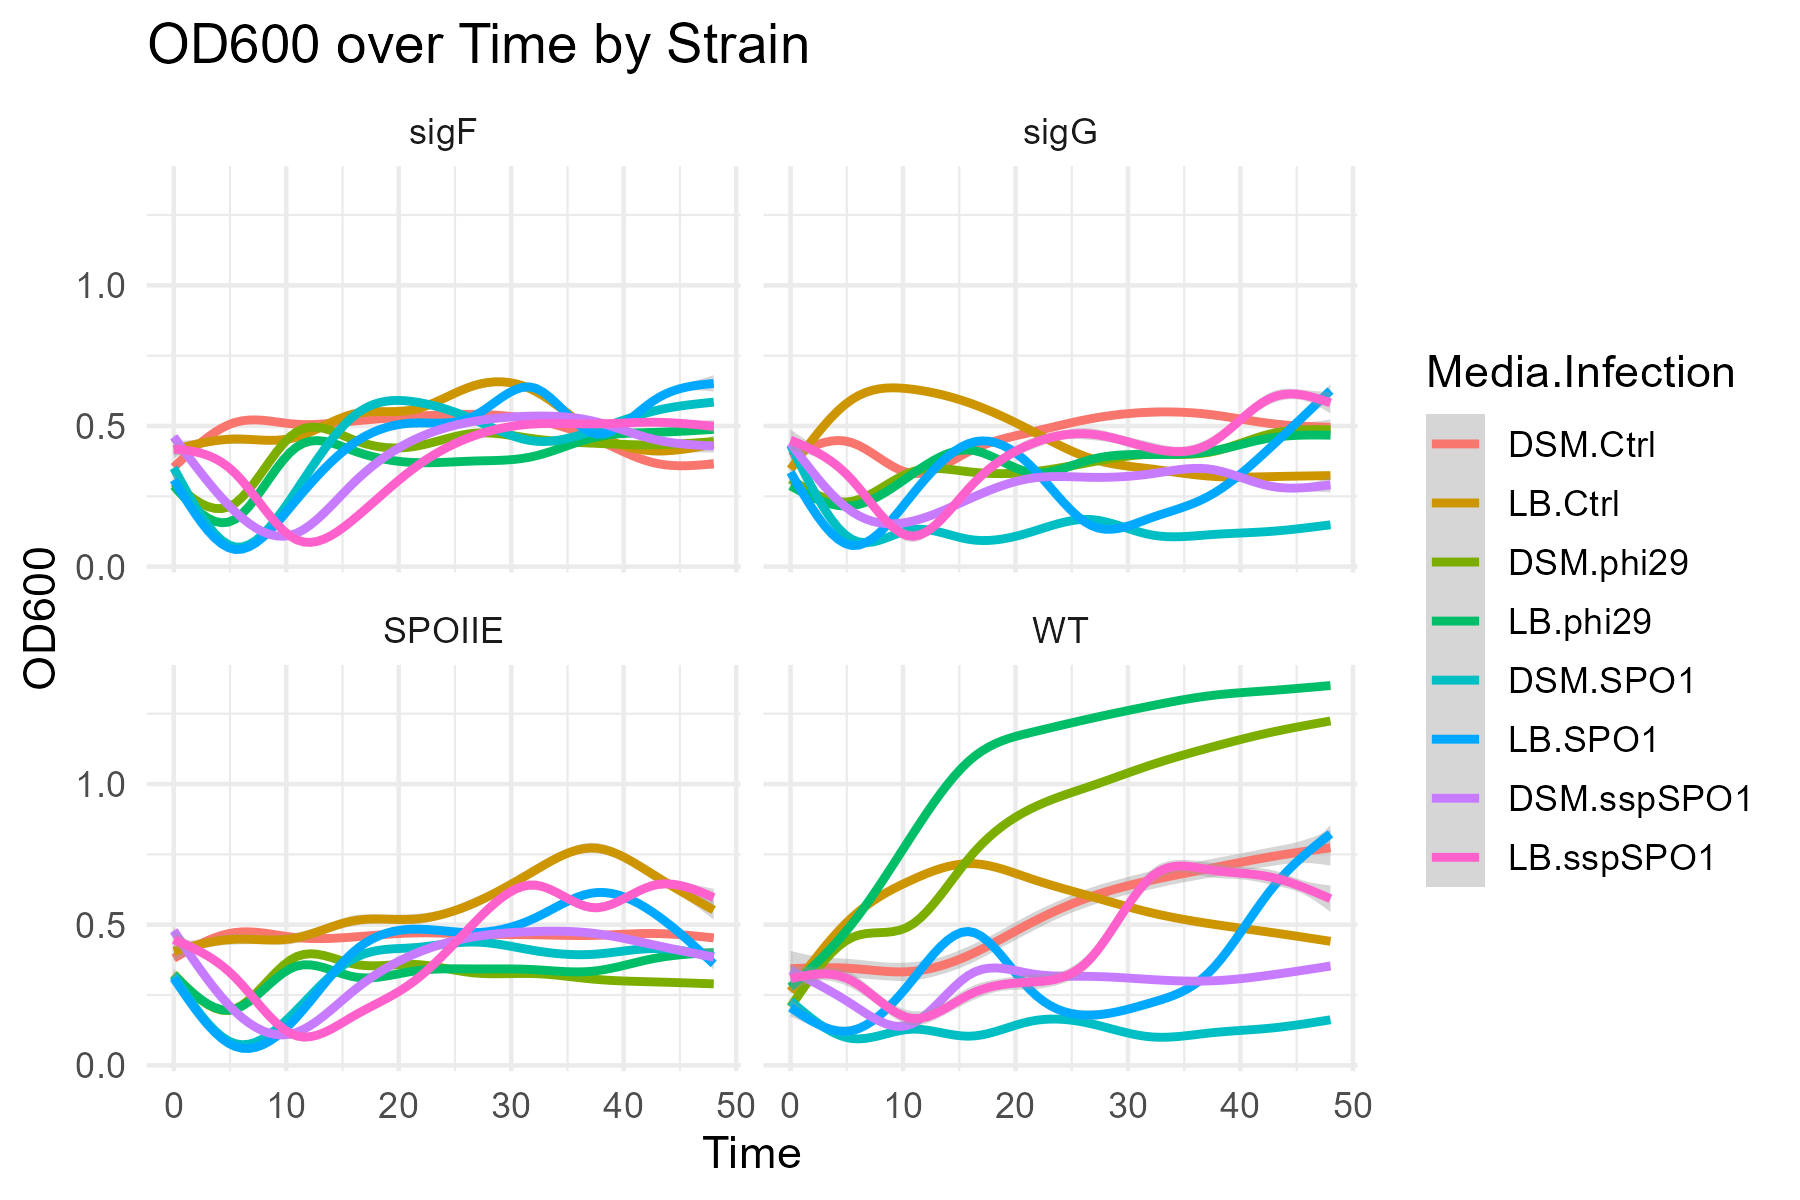 OD600 over Time by Strain
sigF
sigG
1.0
0.5
0.0
SPOIIE
WT
1.0
0.5
0.0
0 10 20 30 40 50
0 10 20 30 40 50
Time
OD600
Media.Infection
DSM.Ctrl
LB.Ctrl
DSM.phi29
LB.phi29
DSM.SPO1
LB.SPO1
DSM.sspSPO1
LB.sspSPO1